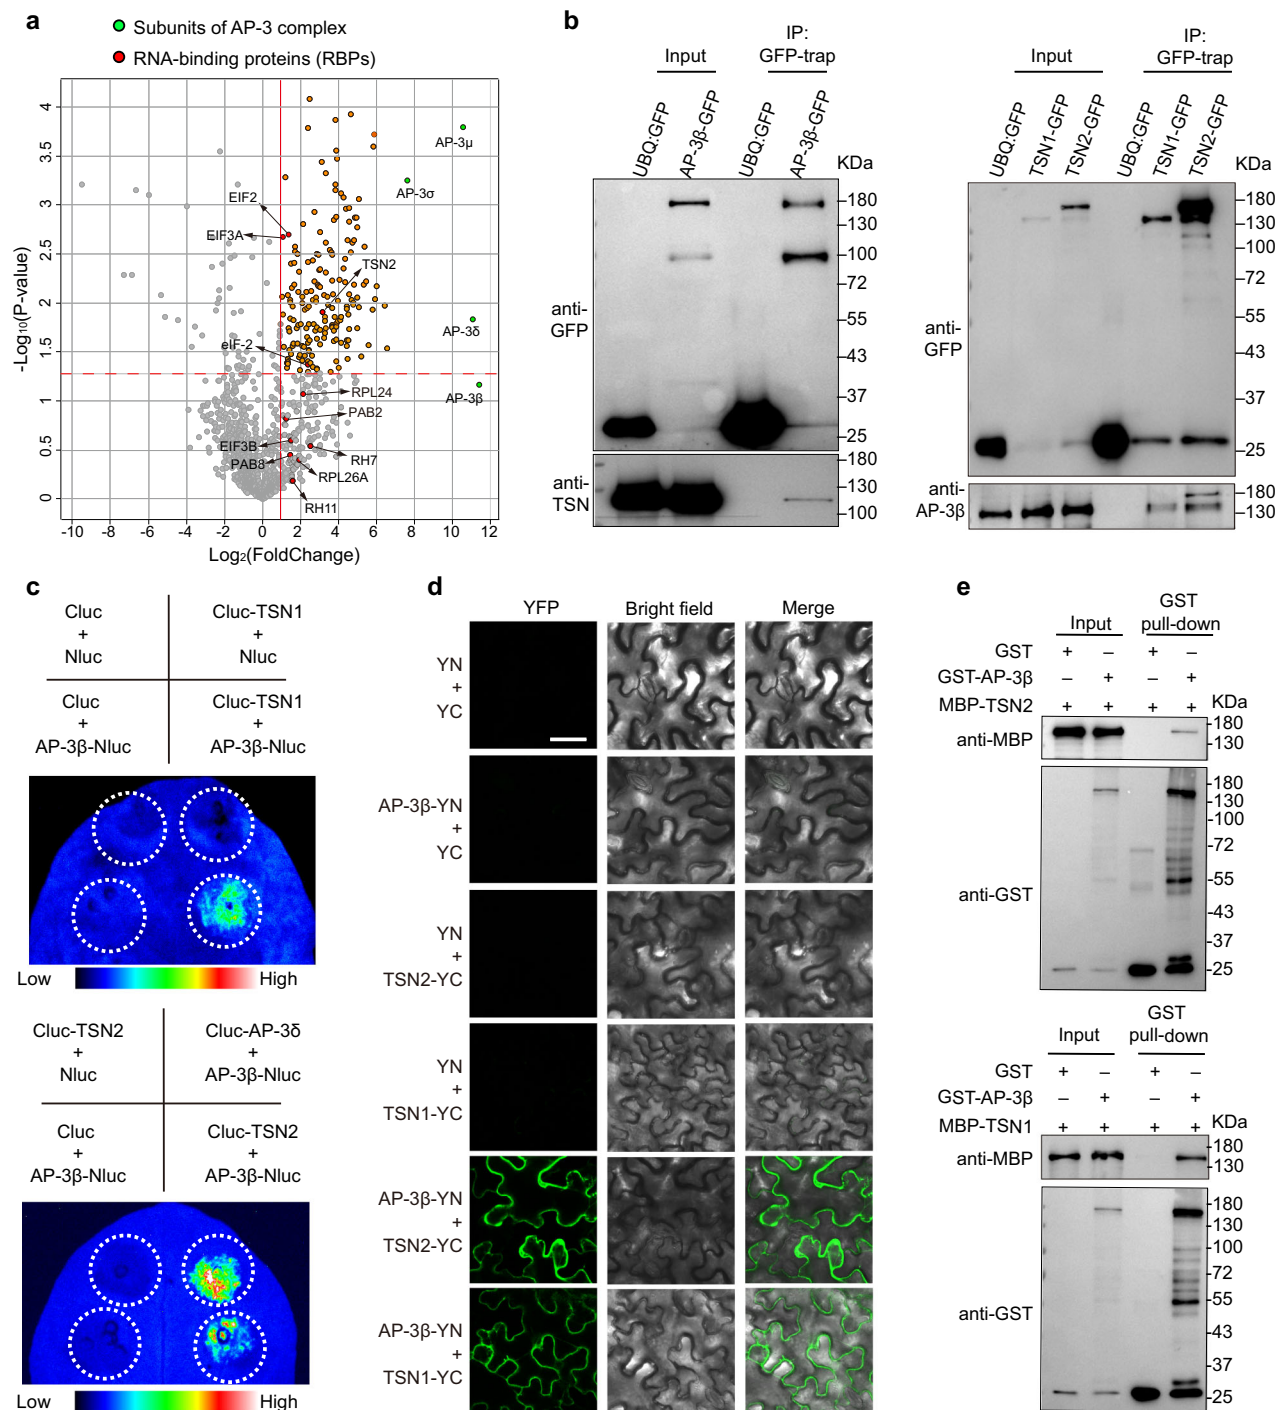 a
Subunits of AP-3 complex
RNA-binding proteins (RBPs)
-Log10(P-value)
4
3.5
3
2.5
2
1.5
1
0.5
0
-10 -8 -6 -4 -2 0 2 4 6 8 10 12
Log2(FoldChange)
AP-3μ
AP-3σ
EIF2
EIF3A
TSN2
AP-3δ
eIF-2
AP-3β
RPL24
PAB2
EIF3B
RH7
PAB8
RPL26A
RH11
b
Input
IP:
GFP-trap
UBQ:GFP
AP-3β-GFP
UBQ:GFP
AP-3β-GFP
KDa
anti-
GFP
180
130
100
72
55
43
37
25
anti-
TSN
180
130
100
Input
IP:
GFP-trap
UBQ:GFP
TSN1-GFP
TSN2-GFP
UBQ:GFP
TSN1-GFP
TSN2-GFP
KDa
anti-
GFP
180
130
100
72
55
43
37
25
anti-
AP-3β
180
130
c
Cluc
+
Nluc
Cluc-TSN1
+
Nluc
Cluc
+
AP-3β-Nluc
Cluc-TSN1
+
AP-3β-Nluc
Low High
Cluc-TSN2
+
Nluc
Cluc-AP-3δ
+
AP-3β-Nluc
Cluc
+
AP-3β-Nluc
Cluc-TSN2
+
AP-3β-Nluc
Low High
d
YFP Bright field Merge
YN
+
YC
AP-3β-YN
+
YC
YN
+
TSN2-YC
YN
+
TSN1-YC
AP-3β-YN
+
TSN2-YC
AP-3β-YN
+
TSN1-YC
e
Input
GST
pull-down
GST + – + –
GST-AP-3β – + – +
MBP-TSN2 + + + +
KDa
anti-MBP
180
130
anti-GST
180
130
100
72
55
43
37
25
Input
GST
pull-down
GST + – + –
GST-AP-3β – + – +
MBP-TSN1 + + + +
KDa
anti-MBP
180
130
anti-GST
180
130
100
72
55
43
37
25